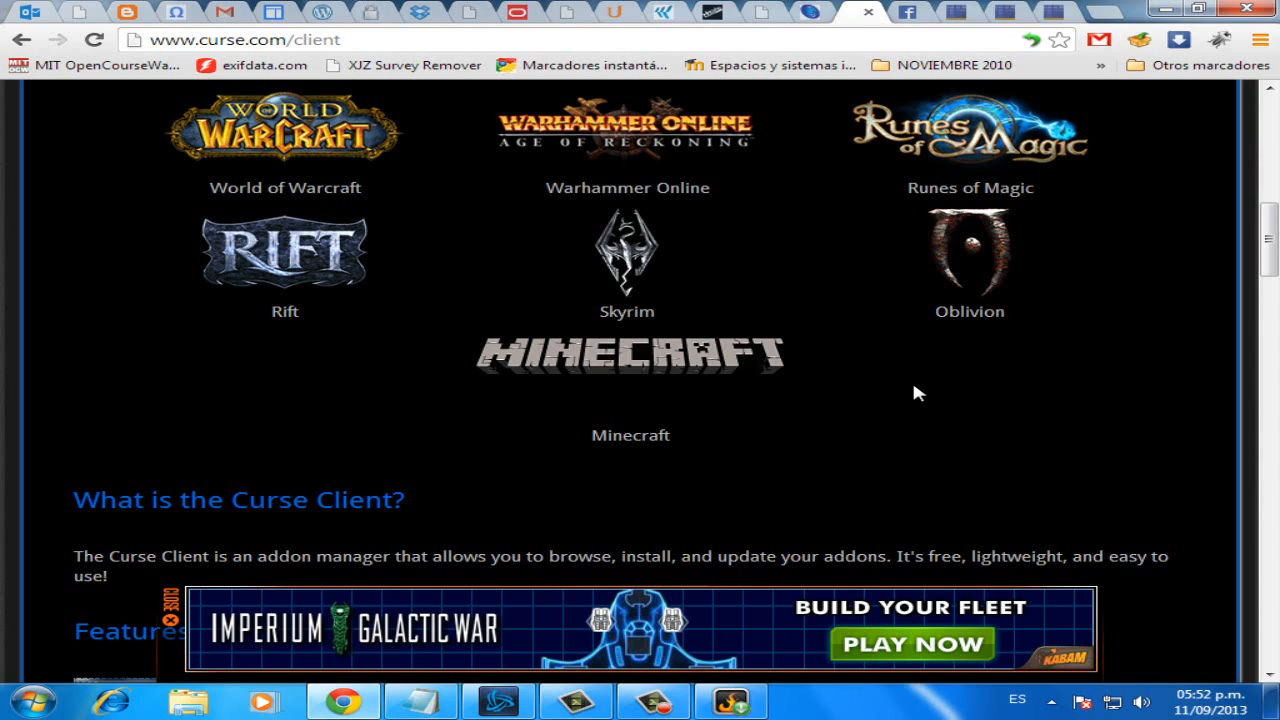 www.curse.com/client
MIT OpenCourseWa...
exifdata.com
XJZ Survey Remover
Marcadores instantá...
Espacios y sistemas i...
NOVIEMBRE 2010
»
Otros marcadores
WORLD
OF
WARCRAFT
WARHAMMER ONLINE
AGE OF RECKONING
Runes
of Magic
World of Warcraft
Warhammer Online
Runes of Magic
RIFT
Rift
Skyrim
Oblivion
MINECRAFT
Minecraft
What is the Curse Client?
The Curse Client is an addon manager that allows you to browse, install, and update your addons. It's free, lightweight, and easy to
use!
CLOSE
IMPERIUM GALACTIC WAR
BUILD YOUR FLEET
PLAY NOW
KABAM
Features
ES
05:52 p.m.
11/09/2013